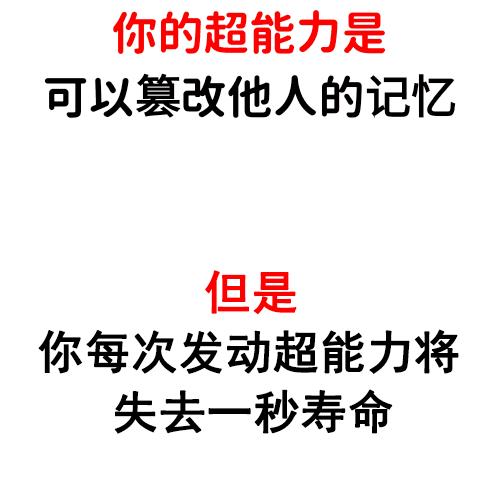 你的超能力是
可以篡改他人的记忆
但是
你每次发动超能力将
失去一秒寿命